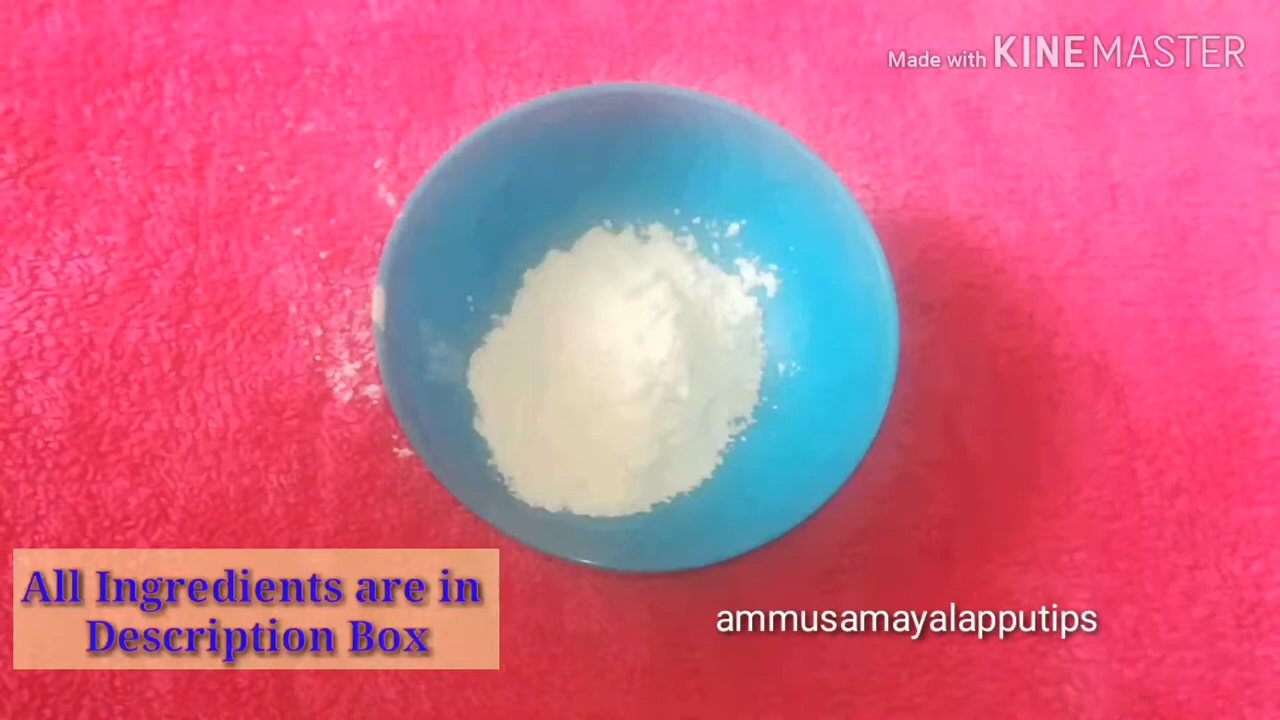 Made with KINEMASTER
All Ingredients are in
Description Box
ammusamayalapputips